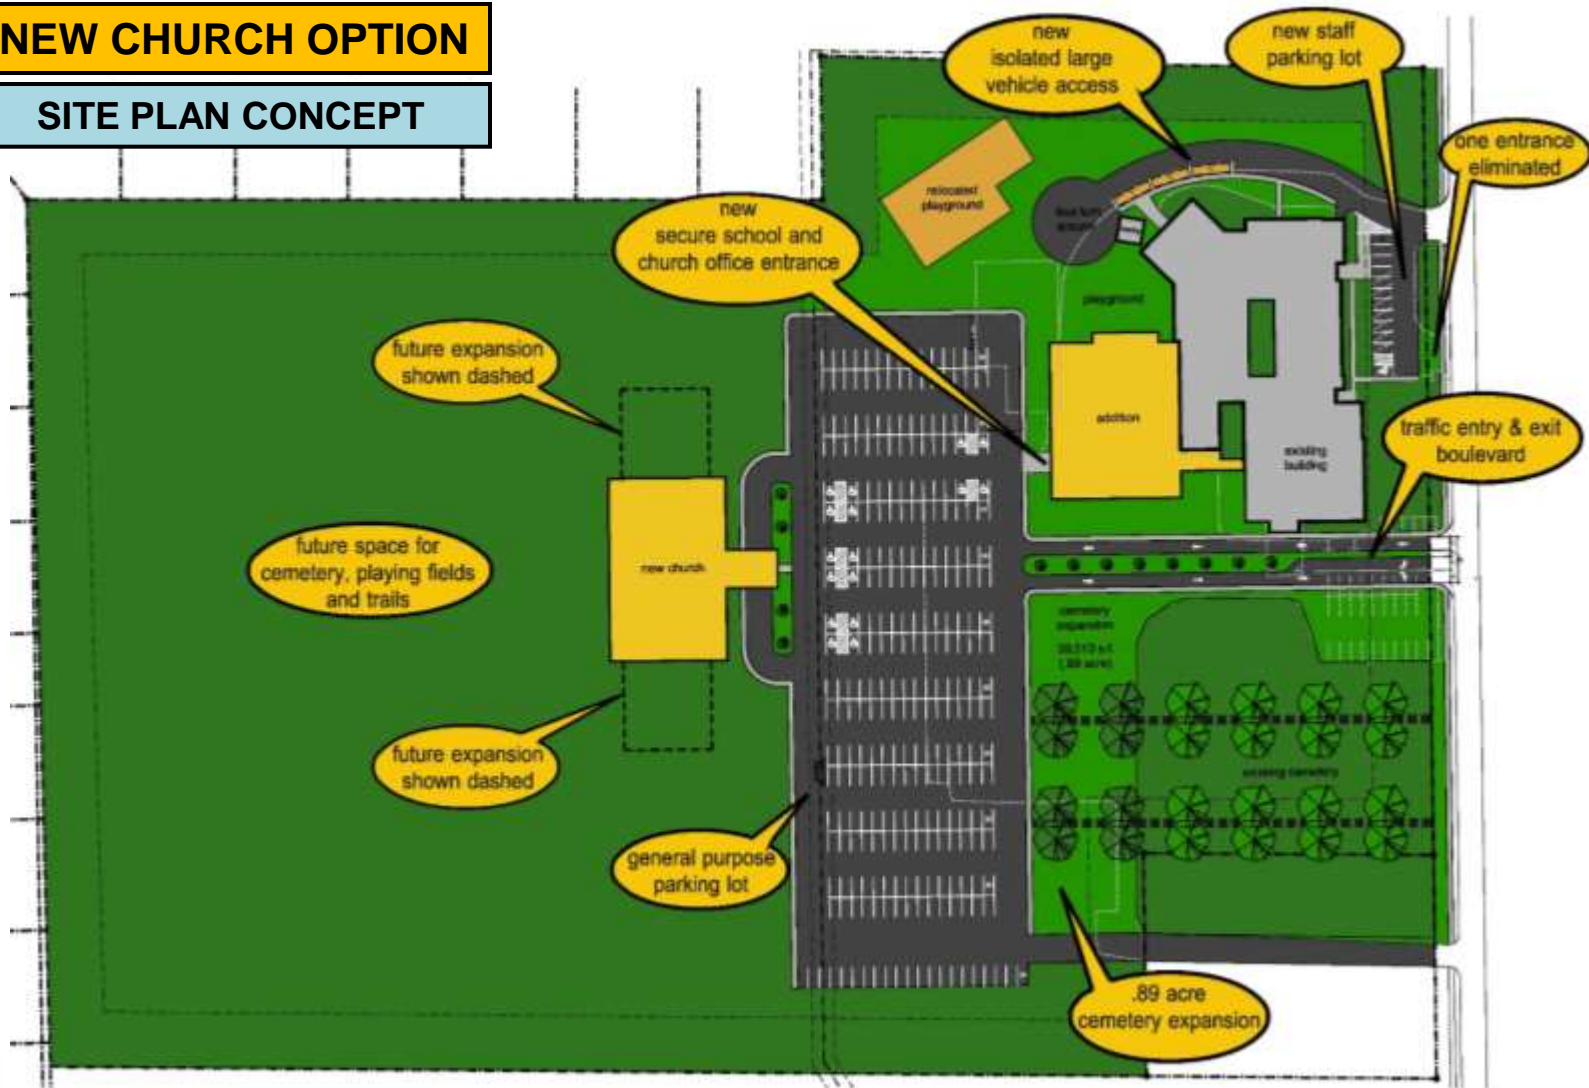 NEW CHURCH OPTION
SITE PLAN CONCEPT
new
isolated large
vehicle access
new staff
parking lot
one entrance
eliminated
relocated
playground
new
secure school and
church office entrance
playground
future expansion
shown dashed
addition
existing
building
traffic entry & exit
boulevard
future space for
cemetery, playing fields
and trails
new church
cemetery
expansion
(.89 acre)
future expansion
shown dashed
existing cemetery
general purpose
parking lot
.89 acre
cemetery expansion